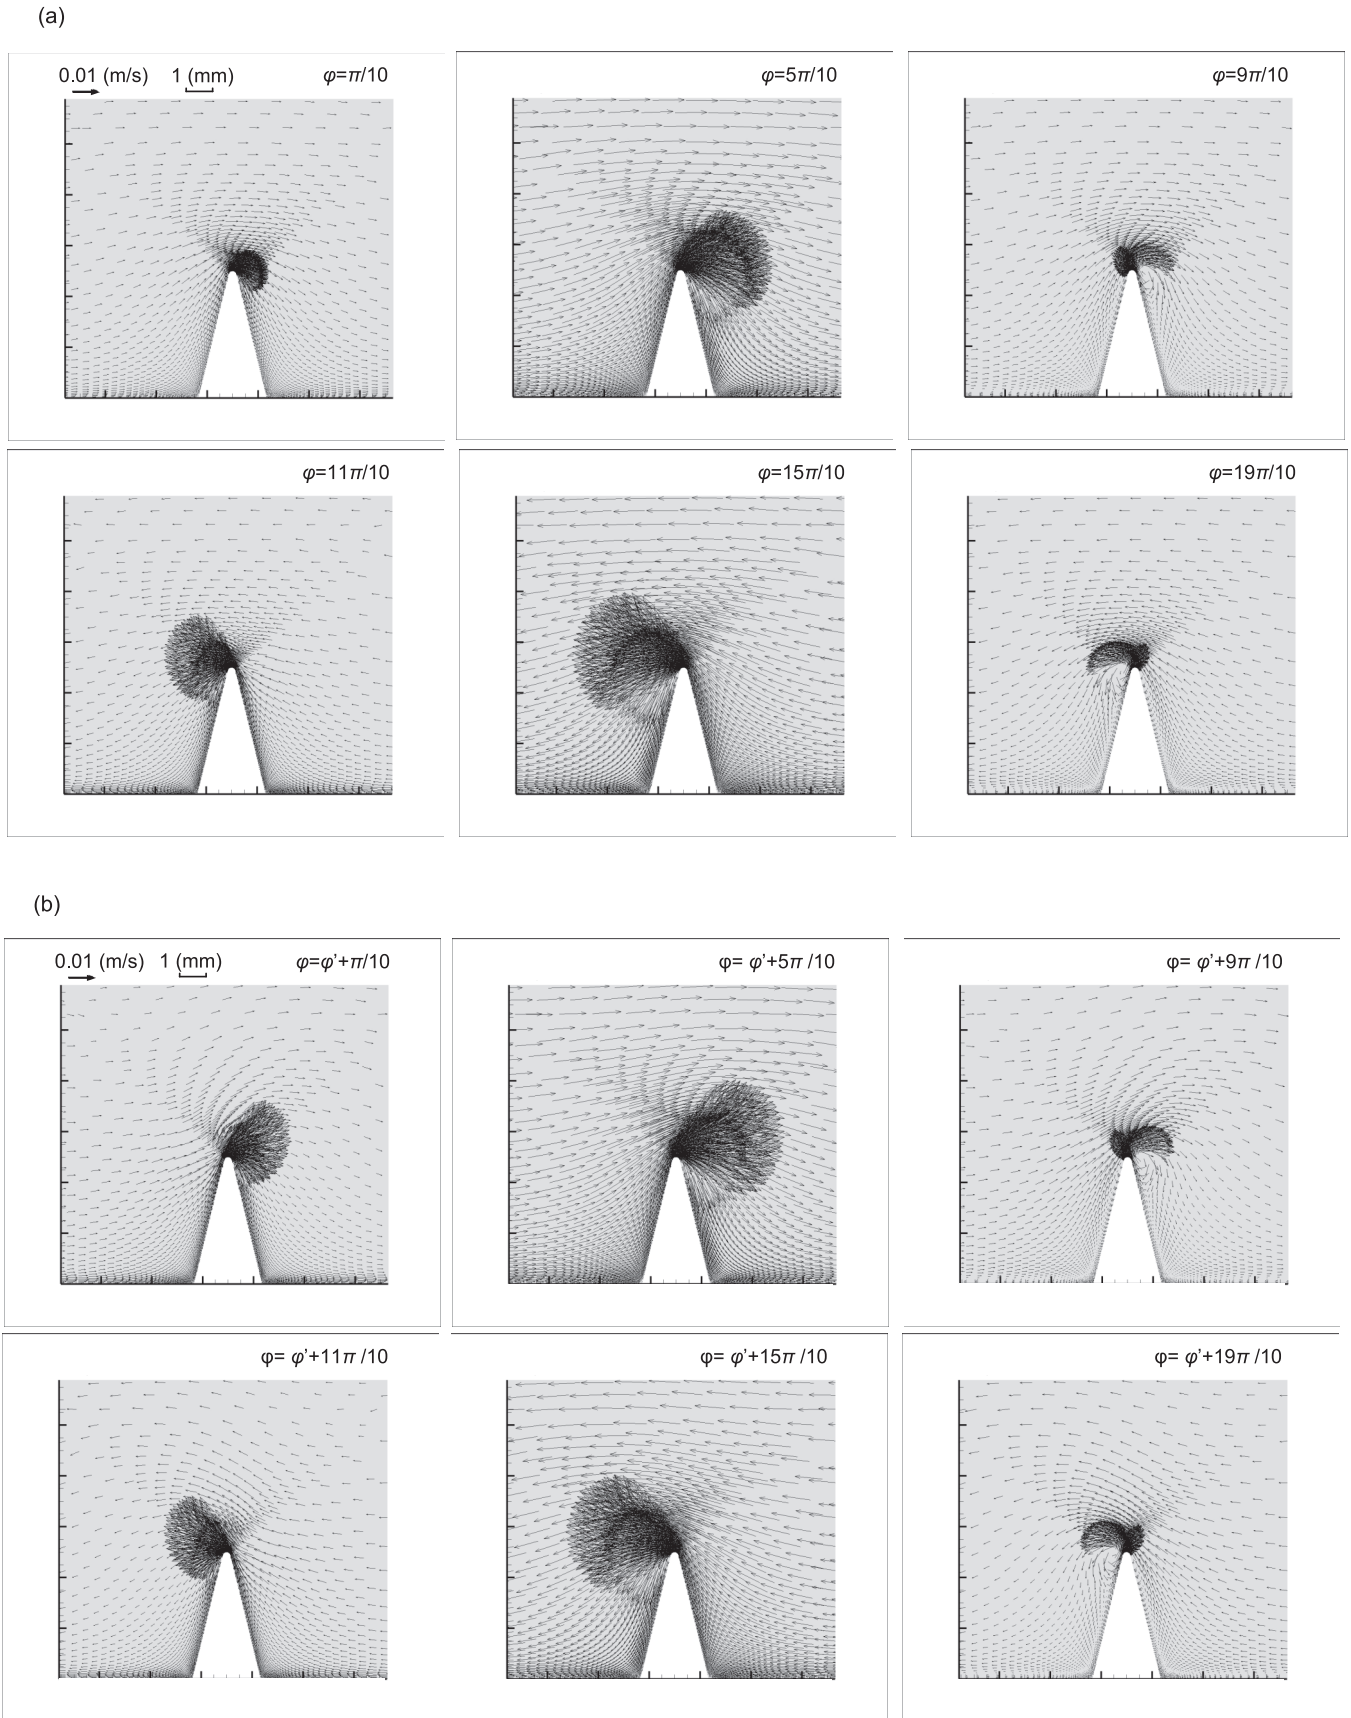 (a)
0.01 (m/s) 1 (mm) φ=π/10
φ=5π/10
φ=9π/10
φ=11π/10
φ=15π/10
φ=19π/10
(b)
0.01 (m/s) 1 (mm) φ=φ'+π/10
φ= φ'+5π /10
φ= φ'+9π /10
φ= φ'+11π /10
φ= φ'+15π /10
φ= φ'+19π /10